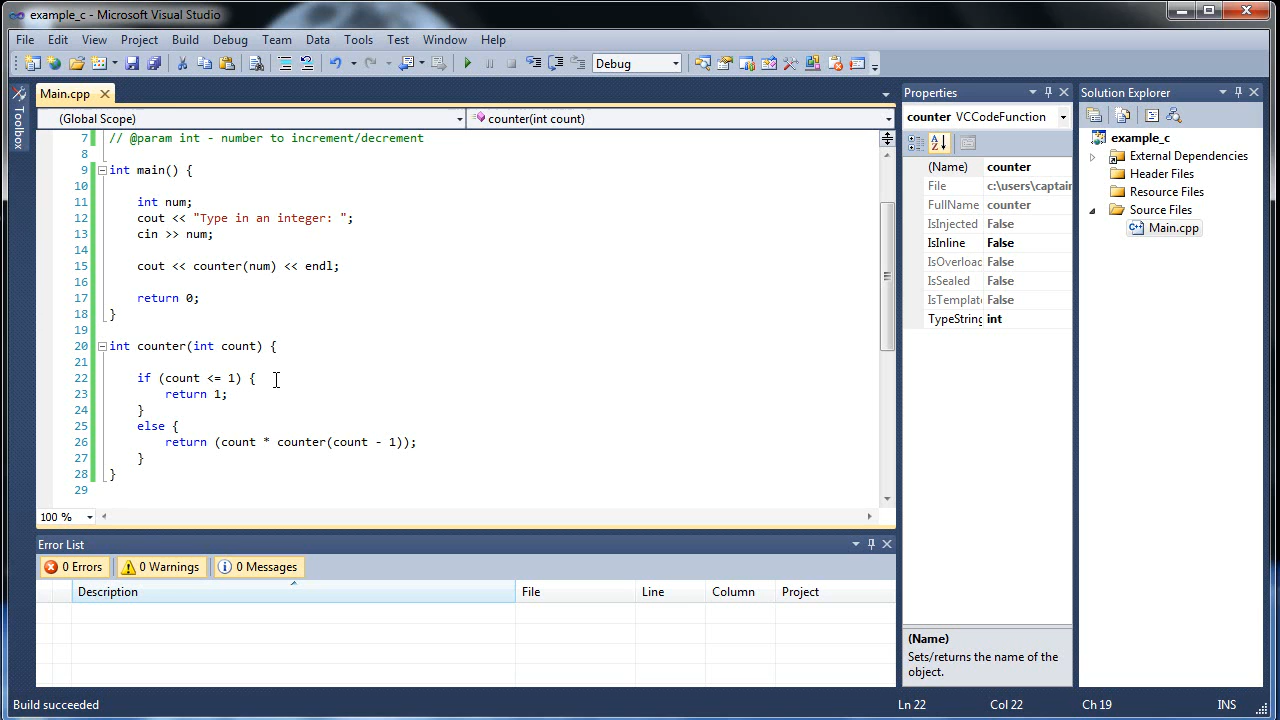 example_c - Microsoft Visual Studio
File Edit View Project Build Debug Team Data Tools Test Window Help
Debug
Toolbox
Main.cpp
(Global Scope) counter(int count)
7 // @param int - number to increment/decrement
8
9 int main() {
10
11 int num;
12 cout << "Type in an integer: ";
13 cin >> num;
14
15 cout << counter(num) << endl;
16
17 return 0;
18 }
19
20 int counter(int count) {
21
22 if (count <= 1) {
23 return 1;
24 }
25 else {
26 return (count * counter(count - 1));
27 }
28 }
29
100 %
Properties
counter VCCodeFunction
(Name) counter
File c:\users\captain
FullName counter
IsInjected False
IsInline False
IsOverloa False
IsSealed False
IsTemplat False
TypeString int
(Name)
Sets/returns the name of the
object.
Solution Explorer
example_c
External Dependencies
Header Files
Resource Files
Source Files
Main.cpp
Error List
0 Errors 0 Warnings 0 Messages
Description File Line Column Project
Build succeeded Ln 22 Col 22 Ch 19 INS